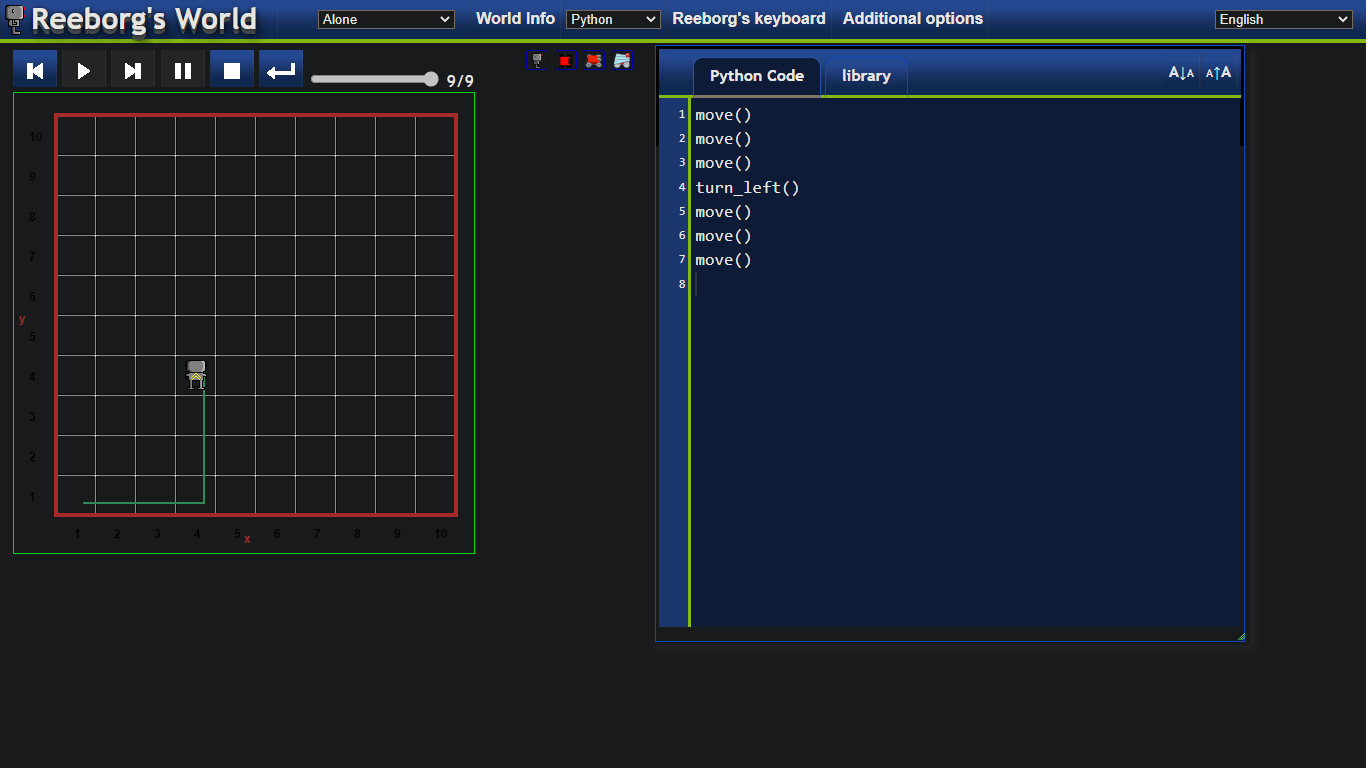 Reeborg's World
Alone
World Info
Python
Reeborg's keyboard
Additional options
English
9/9
Python Code
library
A↓A
A↑A
1 move()
2 move()
3 move()
4 turn_left()
5 move()
6 move()
7 move()
8
10
9
8
7
6
y
5
4
3
2
1
1 2 3 4 5 x 6 7 8 9 10